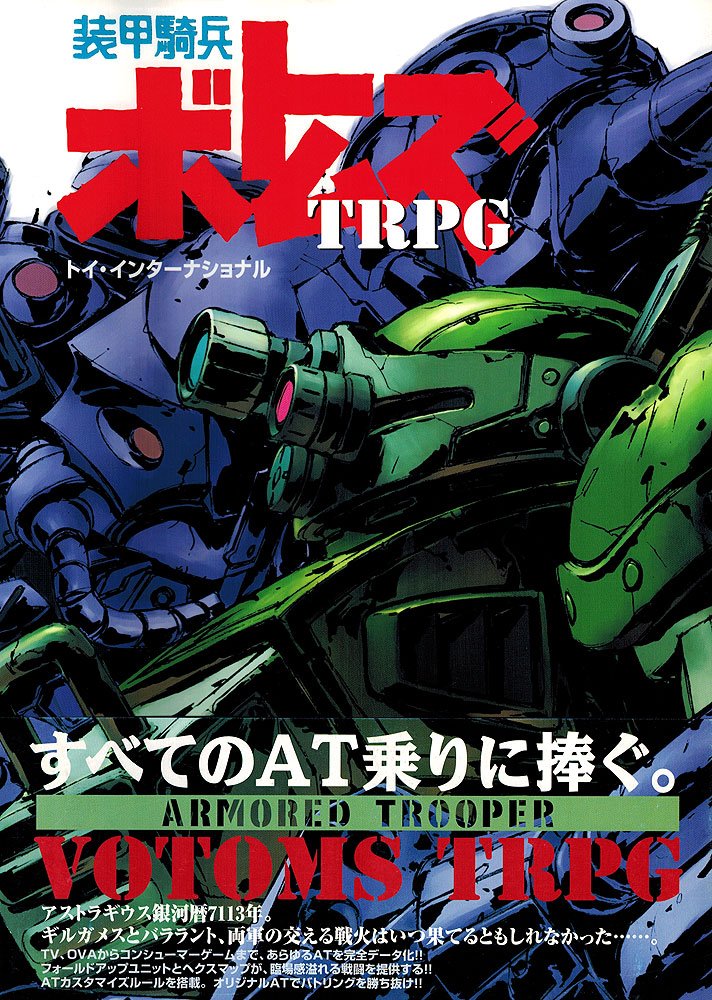 装甲騎兵
ボトムズ
TRPG
トイ・インターナショナル
すべてのAT乗りに捧ぐ。
ARMORED TROOPER
VOTOMS TRPG
アストラギウス銀河暦7113年。
ギルガメスとバララント、両軍の交える戦火はいつ果てるともしれなかった……。
TV、OVAからコンシューマーゲームまで、あらゆるATを完全データ化!!
フォールドアップユニットとヘクスマップが、臨場感溢れる戦闘を提供する!!
ATカスタマイズルールを搭載。オリジナルATでバトリングを勝ち抜け!!